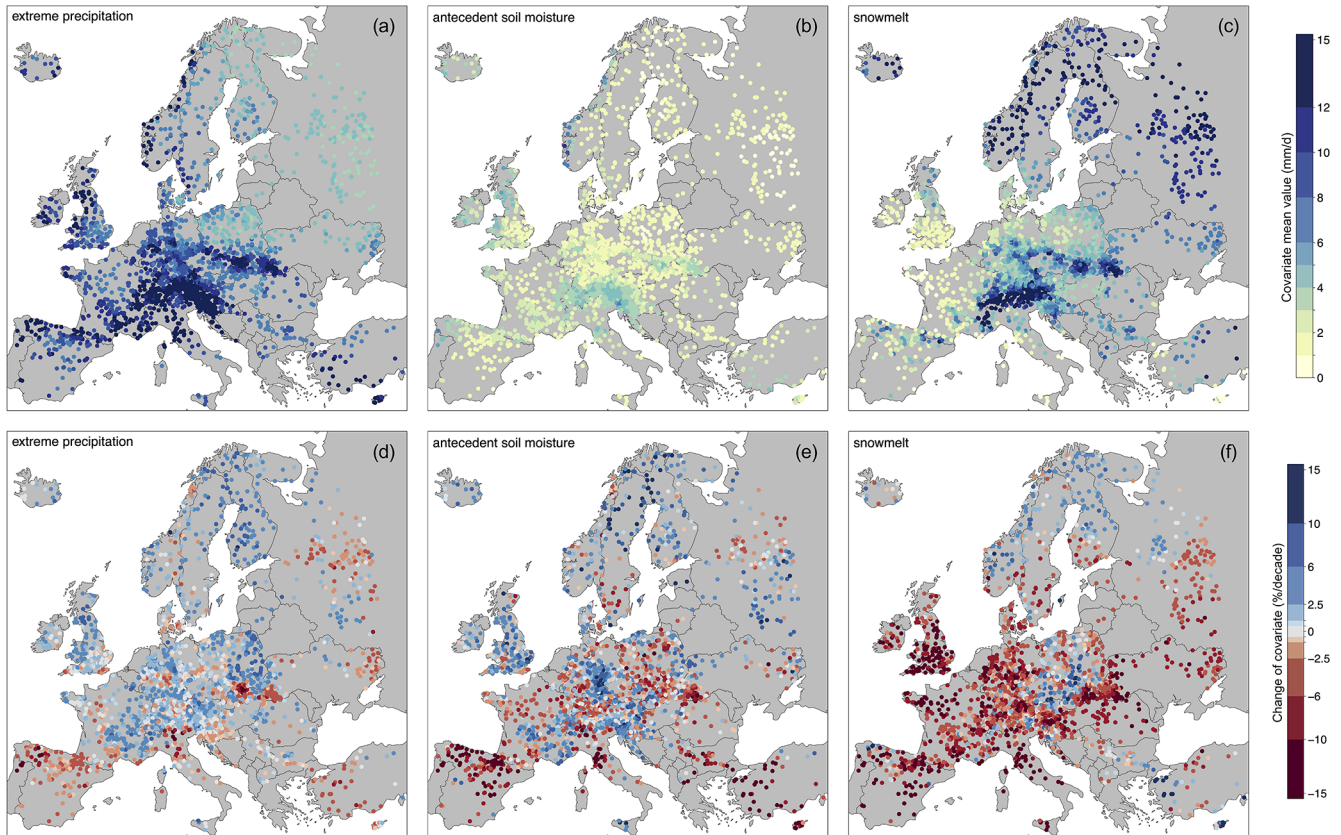 extreme precipitation
(a)
antecedent soil moisture
(b)
snowmelt
(c)
15
12
10
8
6
4
2
0
Covariate mean value (mm/d)
extreme precipitation
(d)
antecedent soil moisture
(e)
snowmelt
(f)
15
10
6
2.5
0
−2.5
−6
−10
−15
Change of covariate (%/decade)